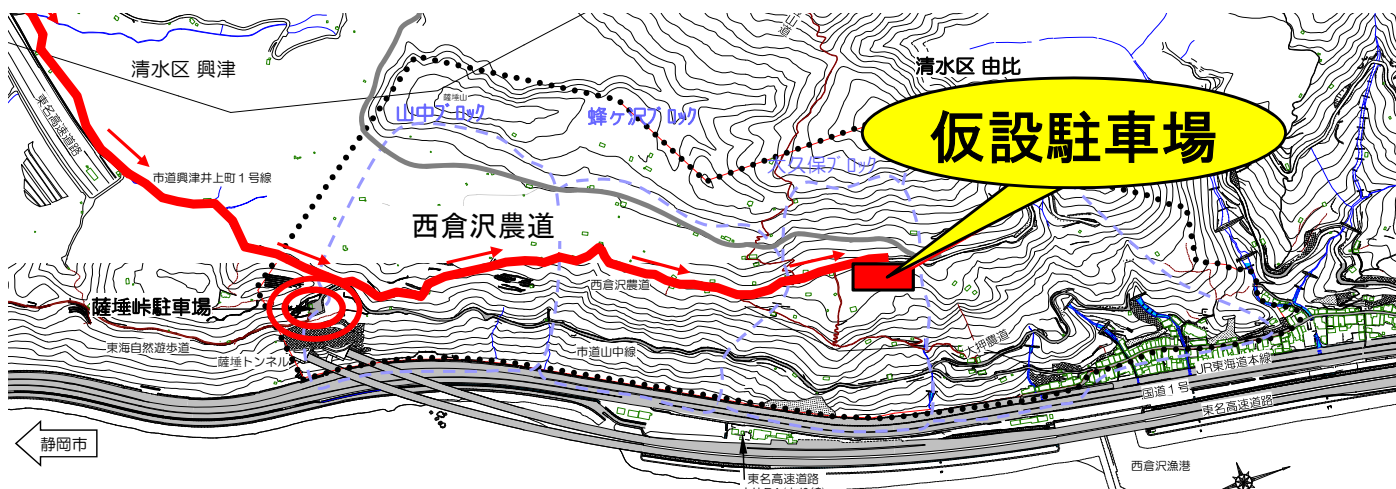 清水区 興津
清水区 由比
薩埵山
山中ブロック
蜂ヶ沢ブロック
仮設駐車場
大久保ブロック
東名高速道路
市道興津井上町1号線
西倉沢農道
西倉沢農道
薩埵峠駐車場
東海自然遊歩道
薩埵トンネル
市道山中線
大押農道
JR東海道本線
国道1号
東名高速道路
静岡市
東名高速道路
西倉沢漁港